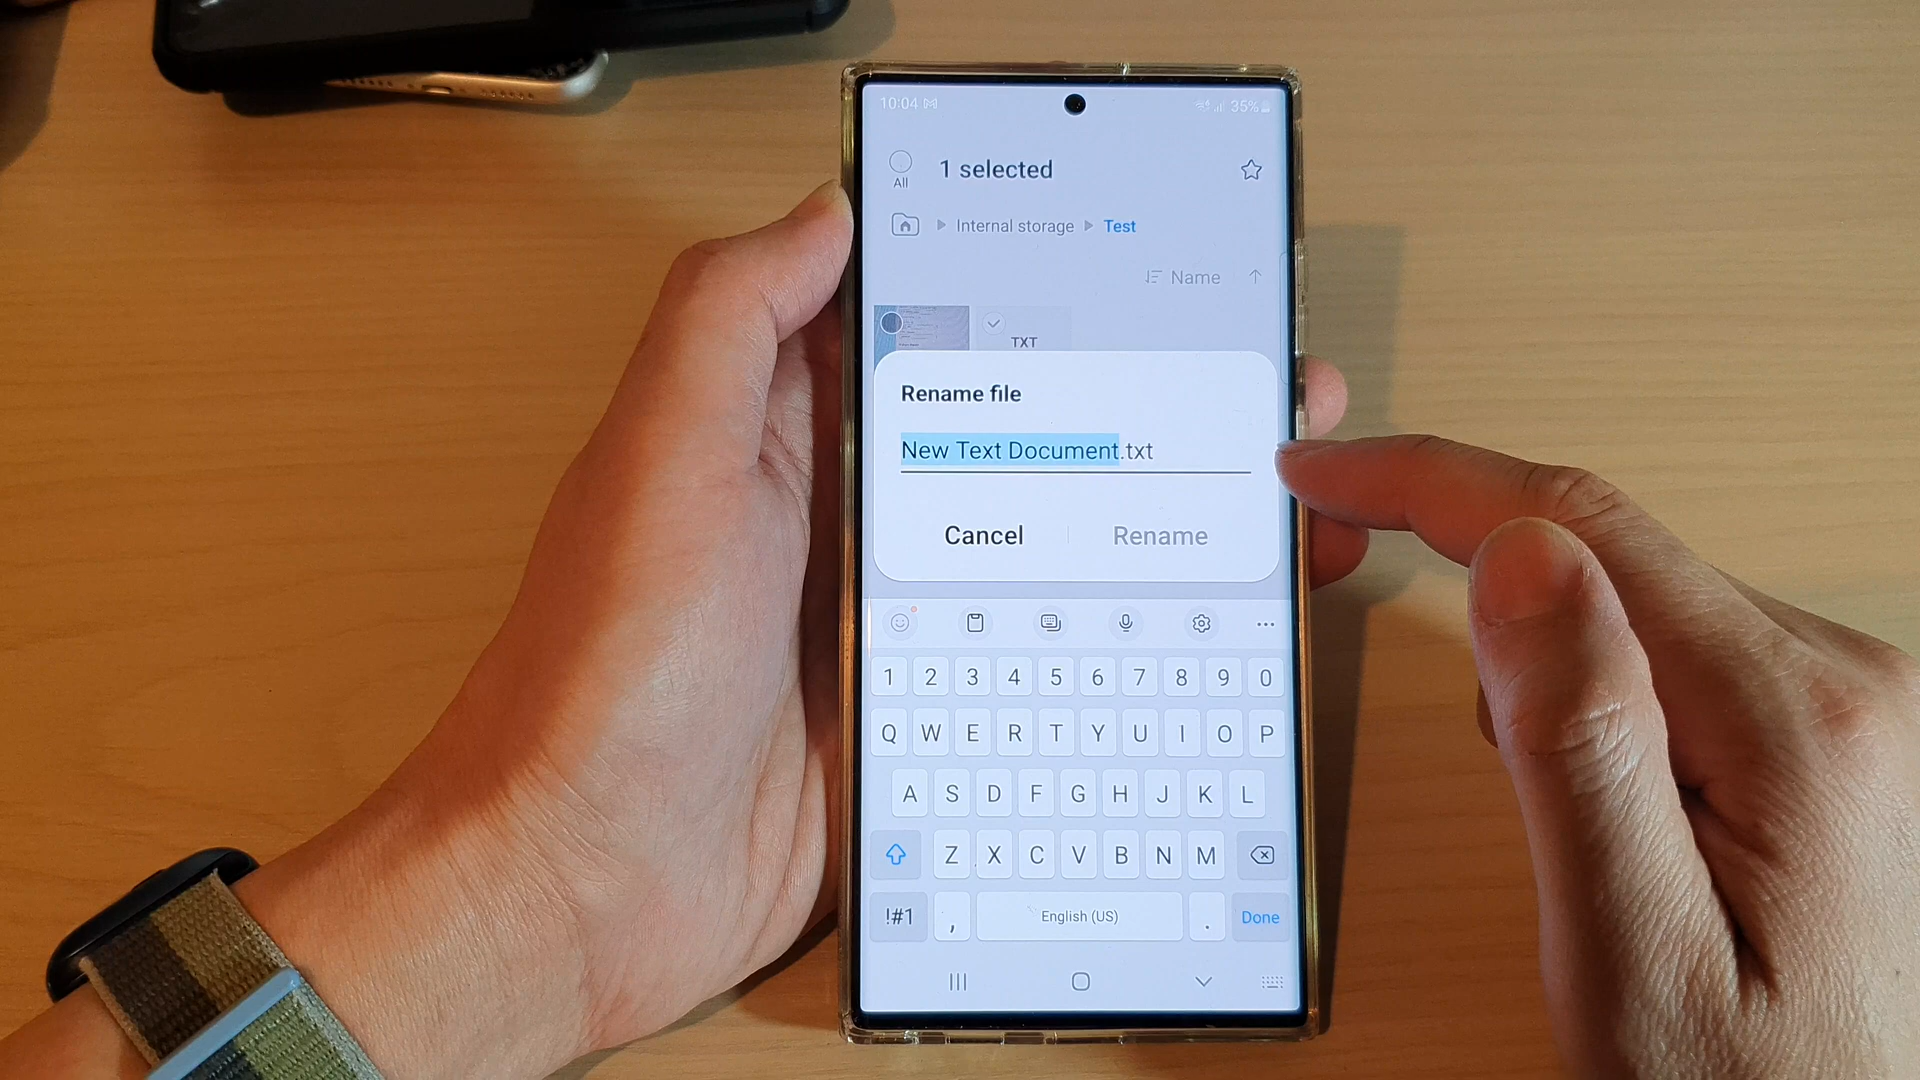 10:04 35%
1 selected
All
Internal storage Test
Name
TXT
Rename file
New Text Document.txt
Cancel Rename
1 2 3 4 5 6 7 8 9 0
Q W E R T Y U I O P
A S D F G H J K L
Z X C V B N M
!#1 , English (US) . Done